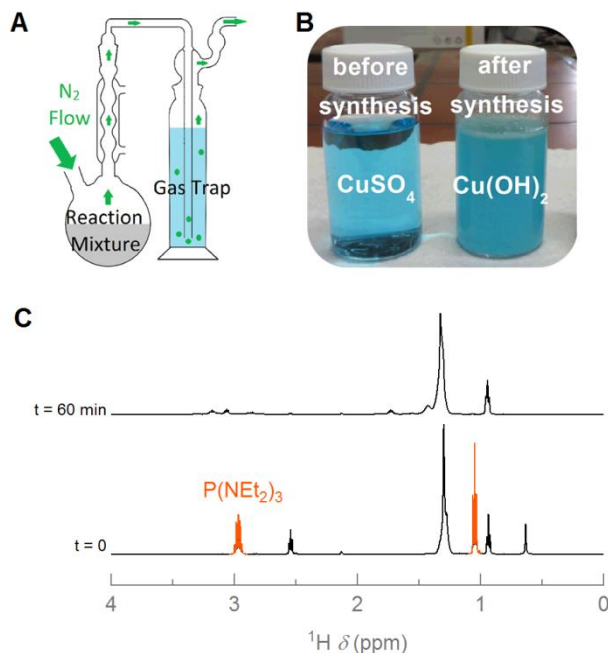 A
N₂
Flow
Reaction
Mixture
Gas Trap
B
before
synthesis
CuSO₄
after
synthesis
Cu(OH)₂
C
t = 60 min
P(NEt₂)₃
t = 0
4
3
2
1
0
¹H δ (ppm)